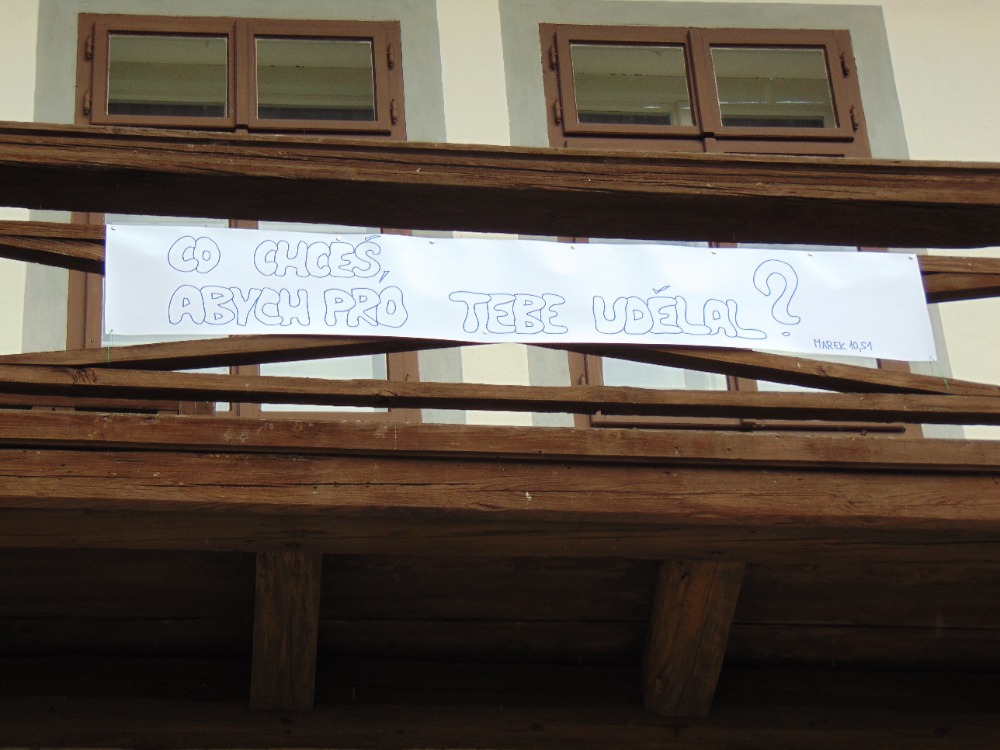 CO CHCEŠ,
ABYCH PRO TEBE UDĚLAL?
MAREK 10,51